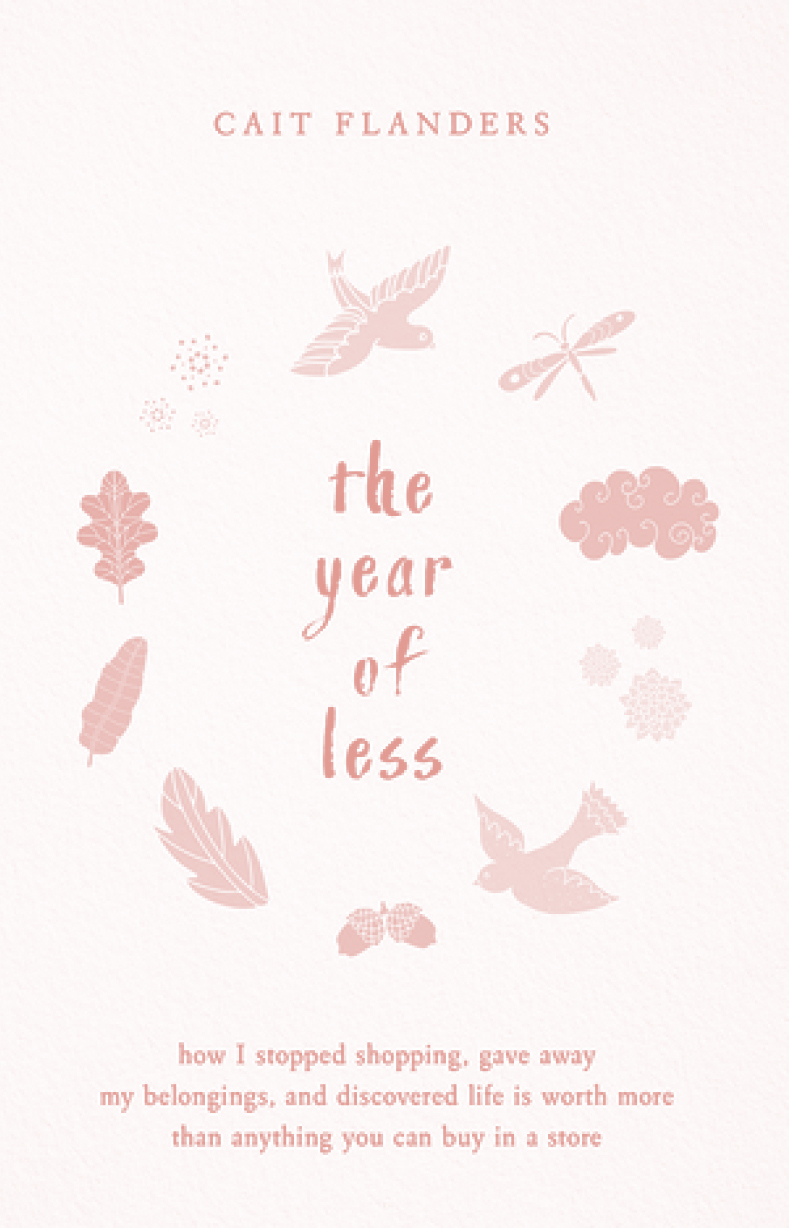 CAIT FLANDERS
the
year
of
less
how I stopped shopping, gave away
my belongings, and discovered life is worth more
than anything you can buy in a store